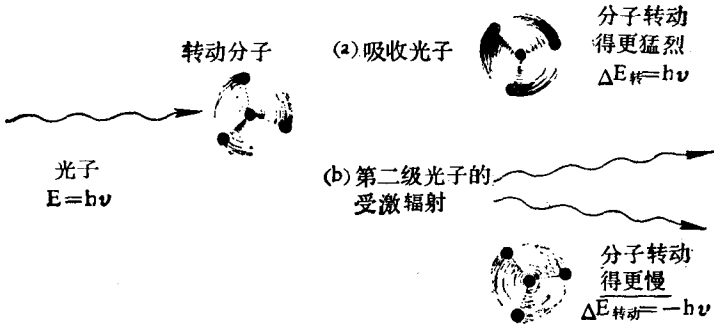 转动分子
光子
E=hν
(a)吸收光子
分子转动
得更猛烈
ΔE转=hν
(b)第二级光子的
受激辐射
分子转动
得更慢
ΔE转动=-hν